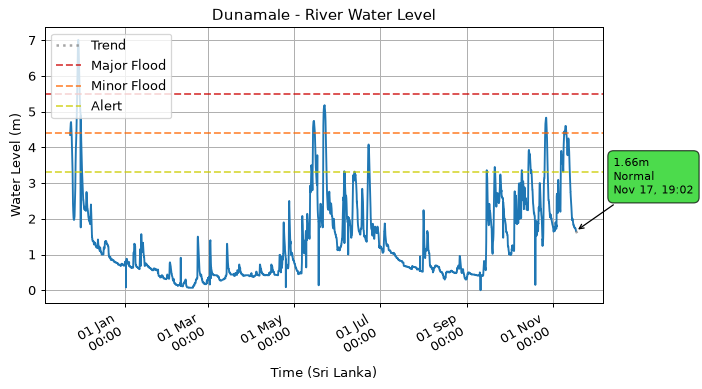 Dunamale - River Water Level
Water Level (m)
7
6
5
4
3
2
1
0
Trend
Major Flood
Minor Flood
Alert
1.66m
Normal
Nov 17, 19:02
01 Jan
00:00
01 Mar
00:00
01 May
00:00
01 Jul
00:00
01 Sep
00:00
01 Nov
00:00
Time (Sri Lanka)